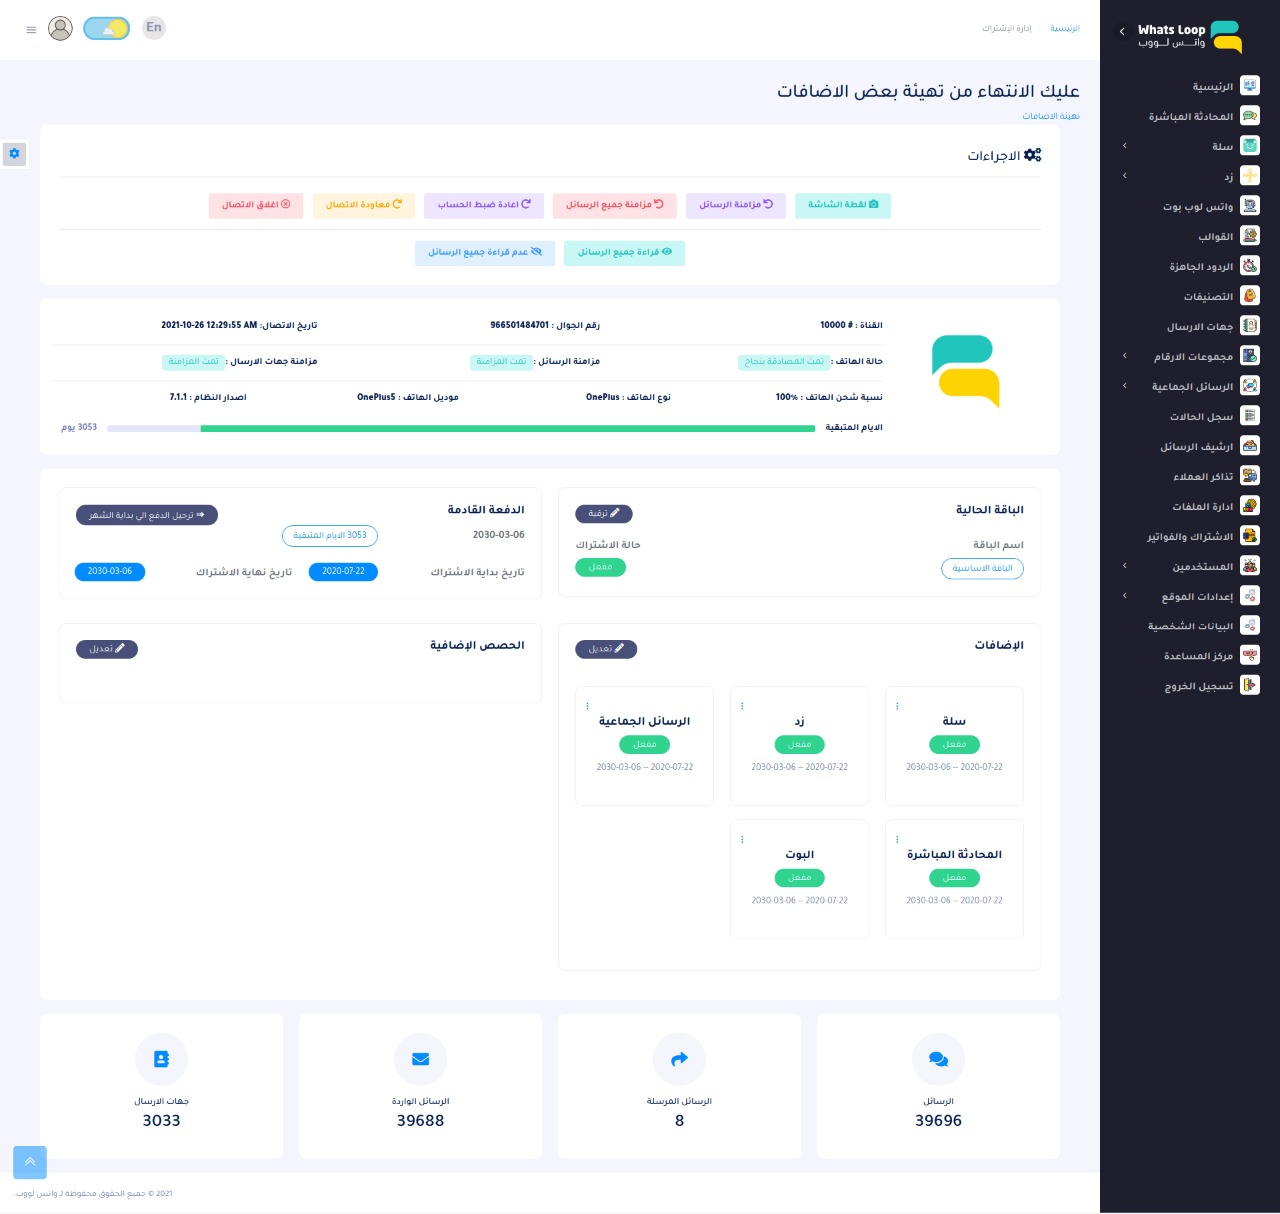 Whats Loop
واتــس لــووب
الرئيسية
المحادثة المباشرة
سلة
زد
واتس لوب بوت
القوالب
الردود الجاهزة
التصنيفات
جهات الارسال
مجموعات الارقام
الرسائل الجماعية
سجل الحالات
ارشيف الرسائل
تذاكر العملاء
ادارة الملفات
الاشتراك والفواتير
المستخدمين
إعدادات الموقع
البيانات الشخصية
مركز المساعدة
تسجيل الخروج
الرئيسية / إدارة الإشتراك
En
عليك الانتهاء من تهيئة بعض الاضافات
تهيئة الاضافات
الاجراءات
لقطة الشاشة
مزامنة الرسائل
مزامنة جميع الرسائل
اعادة ضبط الحساب
معاودة الاتصال
اغلاق الاتصال
قراءة جميع الرسائل
عدم قراءة جميع الرسائل
القناة : # 10000
رقم الجوال : 966501484701
تاريخ الاتصال: 2021-10-26 12:29:55 AM
حالة الهاتف : تمت المصادقة بنجاح
مزامنة الرسائل : تمت المزامنة
مزامنة جهات الارسال : تمت المزامنة
نسبة شحن الهاتف : 100%
نوع الهاتف : OnePlus
موديل الهاتف : OnePlus5
اصدار النظام : 7.1.1
الايام المتبقية
3053 يوم
الباقة الحالية
ترقية
اسم الباقة
حالة الاشتراك
الباقة الاساسية
مفعل
الدفعة القادمة
ترحيل الدفع الي بداية الشهر
2030-03-06
3053 الايام المتبقية
تاريخ بداية الاشتراك
2020-07-22
تاريخ نهاية الاشتراك
2030-03-06
الإضافات
تعديل
سلة
مفعل
2020-07-22 -- 2030-03-06
زد
مفعل
2020-07-22 -- 2030-03-06
الرسائل الجماعية
مفعل
2020-07-22 -- 2030-03-06
المحادثة المباشرة
مفعل
2020-07-22 -- 2030-03-06
البوت
مفعل
2020-07-22 -- 2030-03-06
الحصص الإضافية
تعديل
الرسائل
39696
الرسائل المرسلة
8
الرسائل الواردة
39688
جهات الارسال
3033
2021 © جميع الحقوق محفوظة لـ واتس لووب.